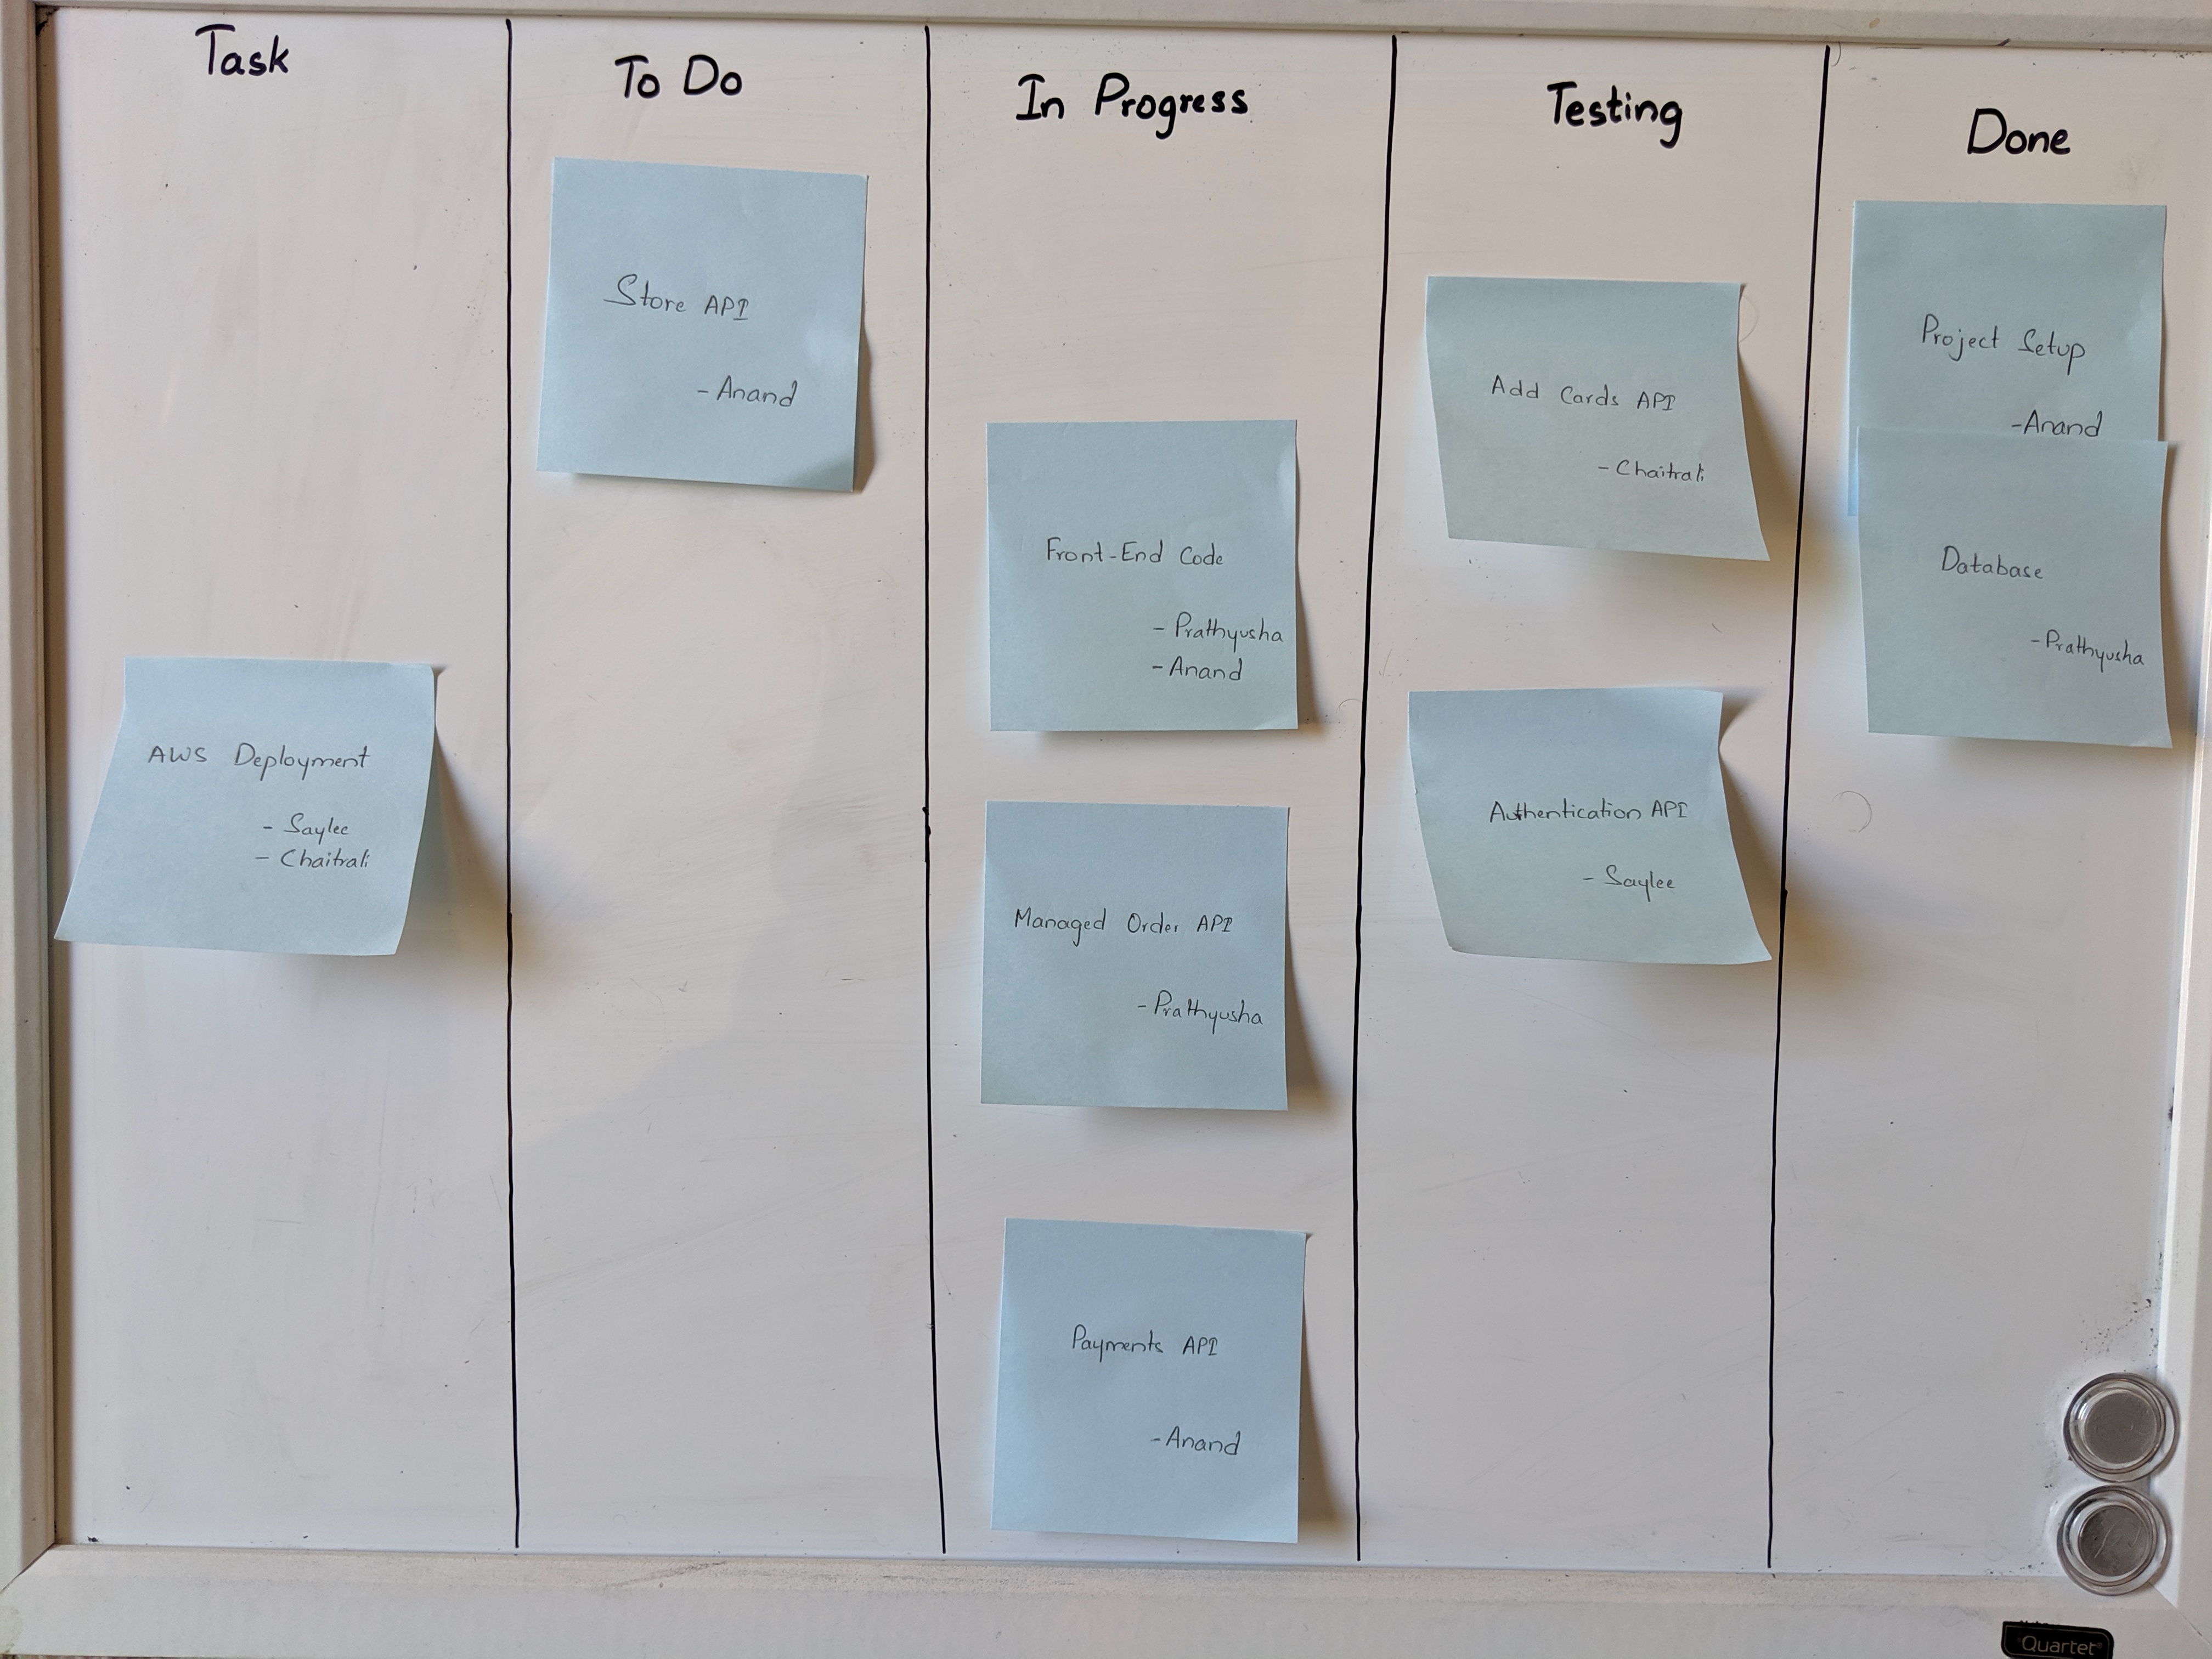 Task
AWS Deployment
- Saylee
- Chaitrali
To Do
Store API
- Anand
In Progress
Front-End Code
- Prathyusha
- Anand
Managed Order API
- Prathyusha
Payments API
- Anand
Testing
Add Cards API
- Chaitrali
Authentication API
- Saylee
Done
Project Setup
- Anand
Database
- Prathyusha
Quartet